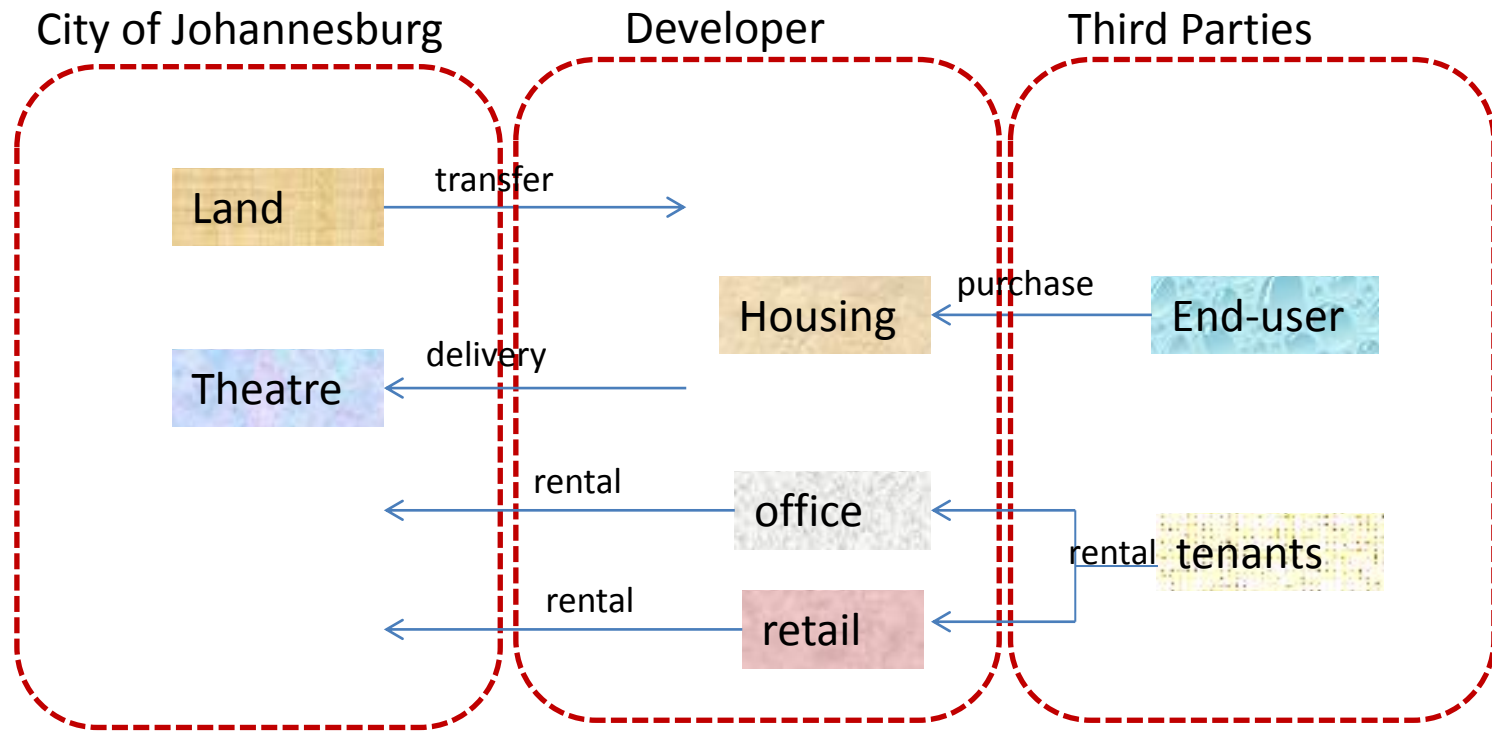 City of Johannesburg
Developer
Third Parties
transfer
Land
purchase
Housing
End-user
delivery
Theatre
rental
office
rental
tenants
rental
retail